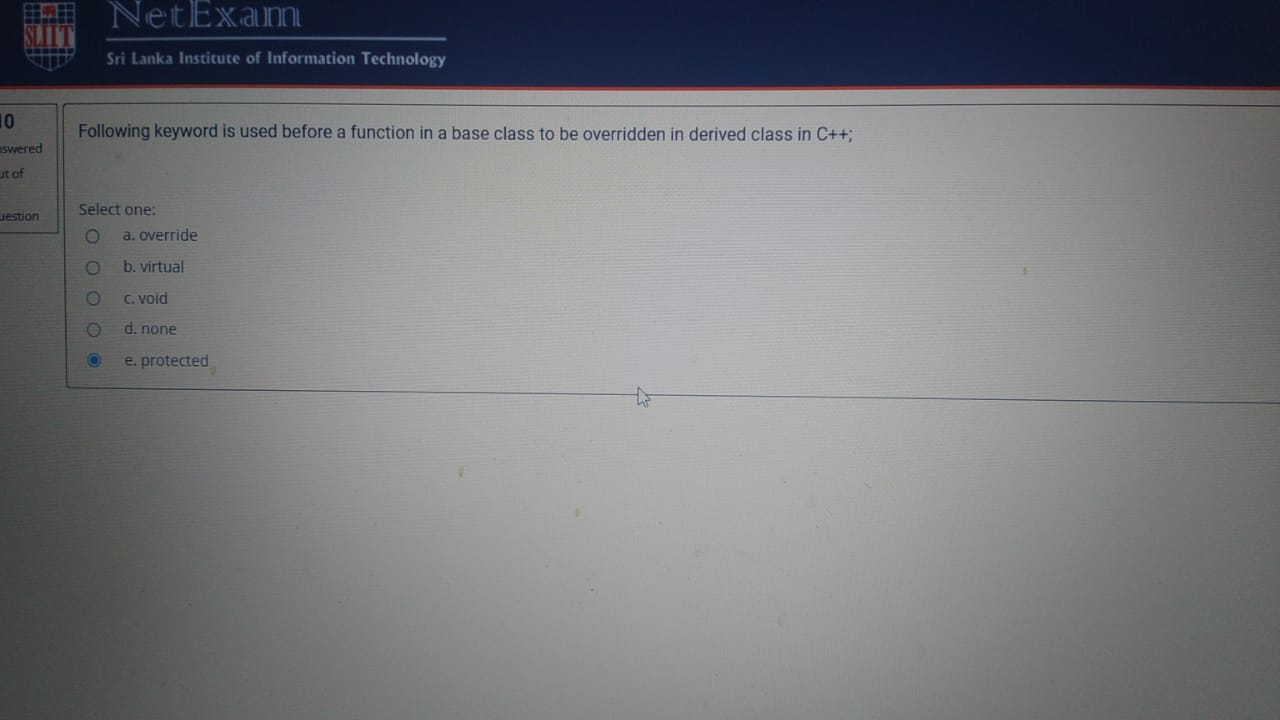 SLIIT
NetExam
Sri Lanka Institute of Information Technology
10
swered
ut of
uestion
Following keyword is used before a function in a base class to be overridden in derived class in C++;
Select one:
a. override
b. virtual
c. void
d. none
e. protected